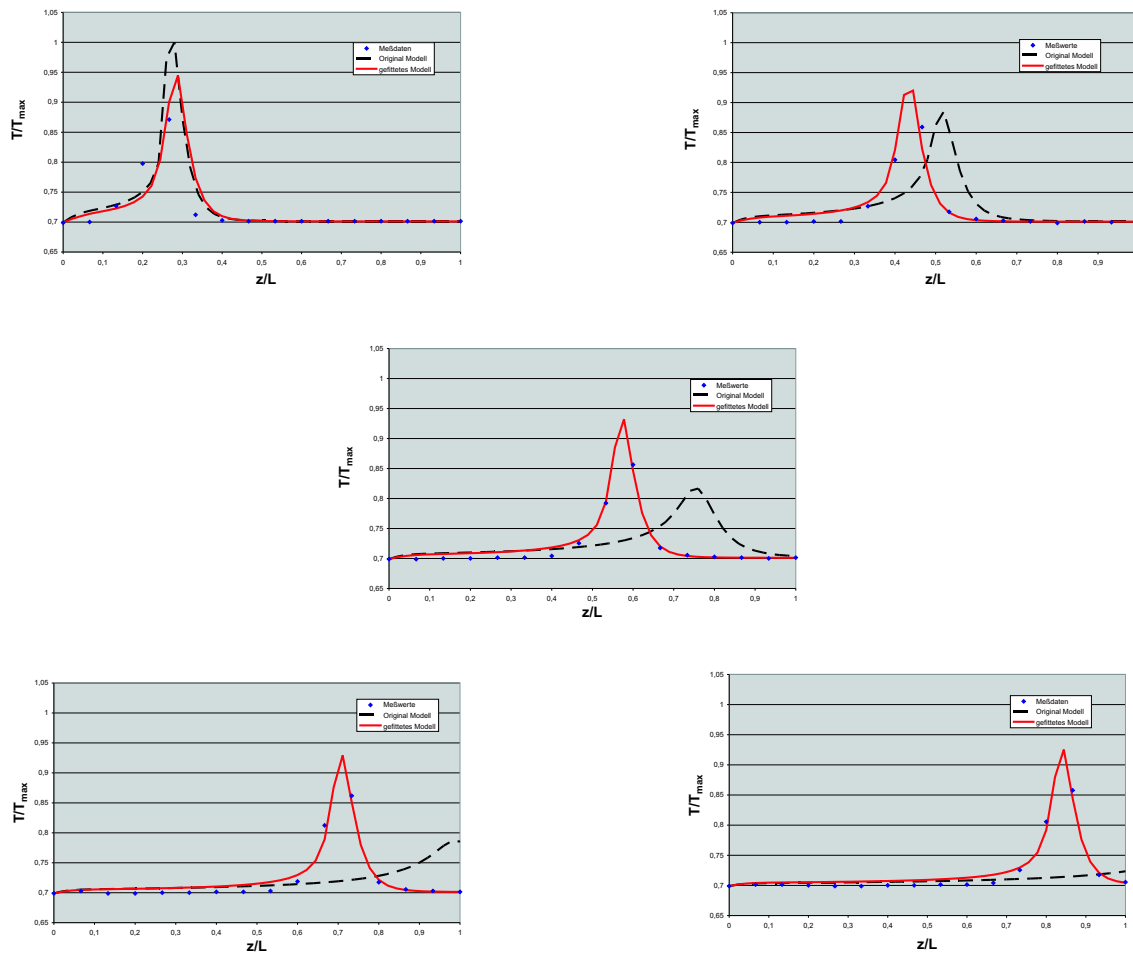 1,05
1
0,95
0,9
0,85
0,8
0,75
0,7
0,65
T/Tmax
Meßdaten
Original Modell
gefittetes Modell
0 0,1 0,2 0,3 0,4 0,5 0,6 0,7 0,8 0,9 1
z/L
1,05
1
0,95
0,9
0,85
0,8
0,75
0,7
0,65
T/Tmax
Meßwerte
Original Modell
gefittetes Modell
0 0,1 0,2 0,3 0,4 0,5 0,6 0,7 0,8 0,9
z/L
1,05
1
0,95
0,9
0,85
0,8
0,75
0,7
0,65
T/Tmax
Meßwerte
Original Modell
gefittetes Modell
0 0,1 0,2 0,3 0,4 0,5 0,6 0,7 0,8 0,9 1
z/L
1,05
1
0,95
0,9
0,85
0,8
0,75
0,7
0,65
T/Tmax
Meßwerte
Original Modell
gefittetes Modell
0 0,1 0,2 0,3 0,4 0,5 0,6 0,7 0,8 0,9 1
z/L
1,05
1
0,95
0,9
0,85
0,8
0,75
0,7
0,65
T/Tmax
Meßdaten
Original Modell
gefittetes Modell
0 0,1 0,2 0,3 0,4 0,5 0,6 0,7 0,8 0,9 1
z/L